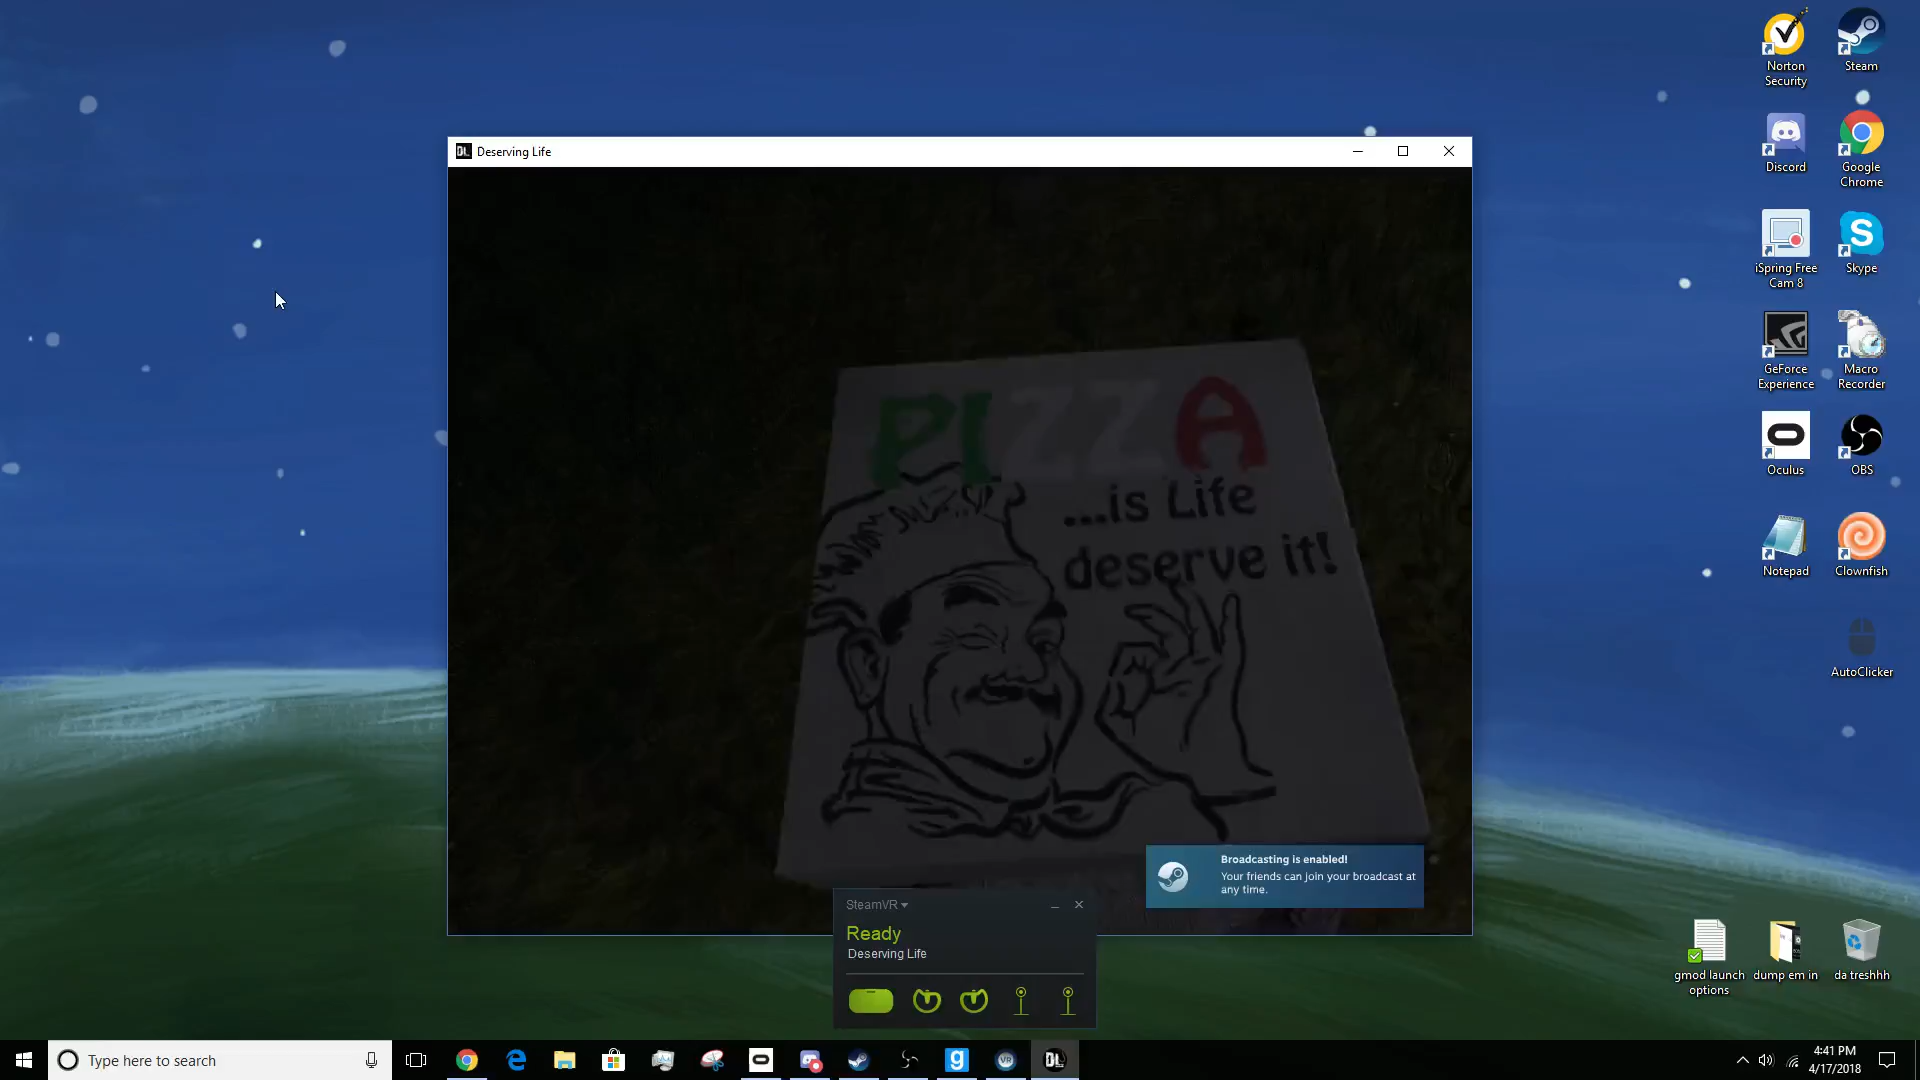 Norton
Security
Steam
Discord
Google
Chrome
iSpring Free
Cam 8
Skype
GeForce
Experience
Macro
Recorder
Oculus
OBS
Notepad
Clownfish
AutoClicker
gmod launch
options
dump em in
da treshhh
DL Deserving Life
PIZZA
...is Life
deserve it!
Broadcasting is enabled!
Your friends can join your broadcast at
any time.
SteamVR
Ready
Deserving Life
Type here to search
VR
DL
4:41 PM
4/17/2018